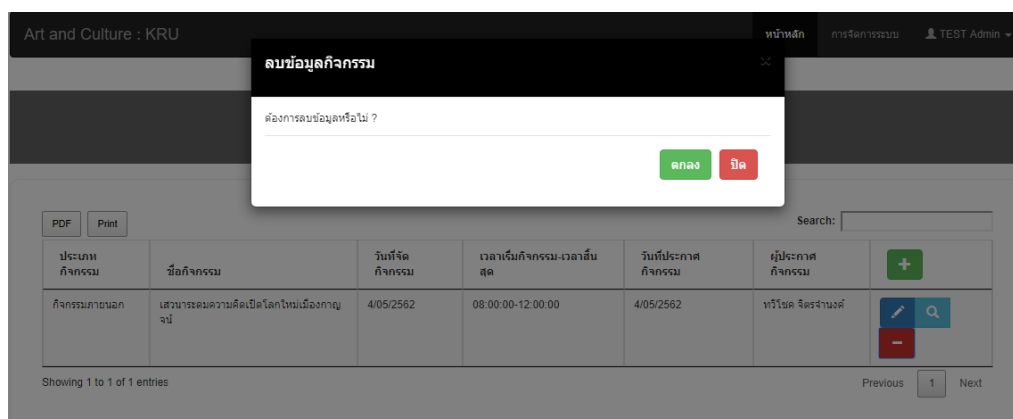 Art and Culture : KRU
หน้าหลัก
การจัดการระบบ
TEST Admin
ลบข้อมูลกิจกรรม
ต้องการลบข้อมูลหรือไม่ ?
ตกลง
ปิด
PDF
Print
Search:
ประเภท
กิจกรรม
ชื่อกิจกรรม
วันที่จัด
กิจกรรม
เวลาเริ่มกิจกรรม-เวลาสิ้น
สุด
วันที่ประกาศ
กิจกรรม
ผู้ประกาศ
กิจกรรม
กิจกรรมภายนอก
เสวนาระดมความคิดเปิดโลกใหม่เมืองกาญ
จน์
4/05/2562
08:00:00-12:00:00
4/05/2562
ทวีโชค จิตรจำนงค์
Showing 1 to 1 of 1 entries
Previous
1
Next